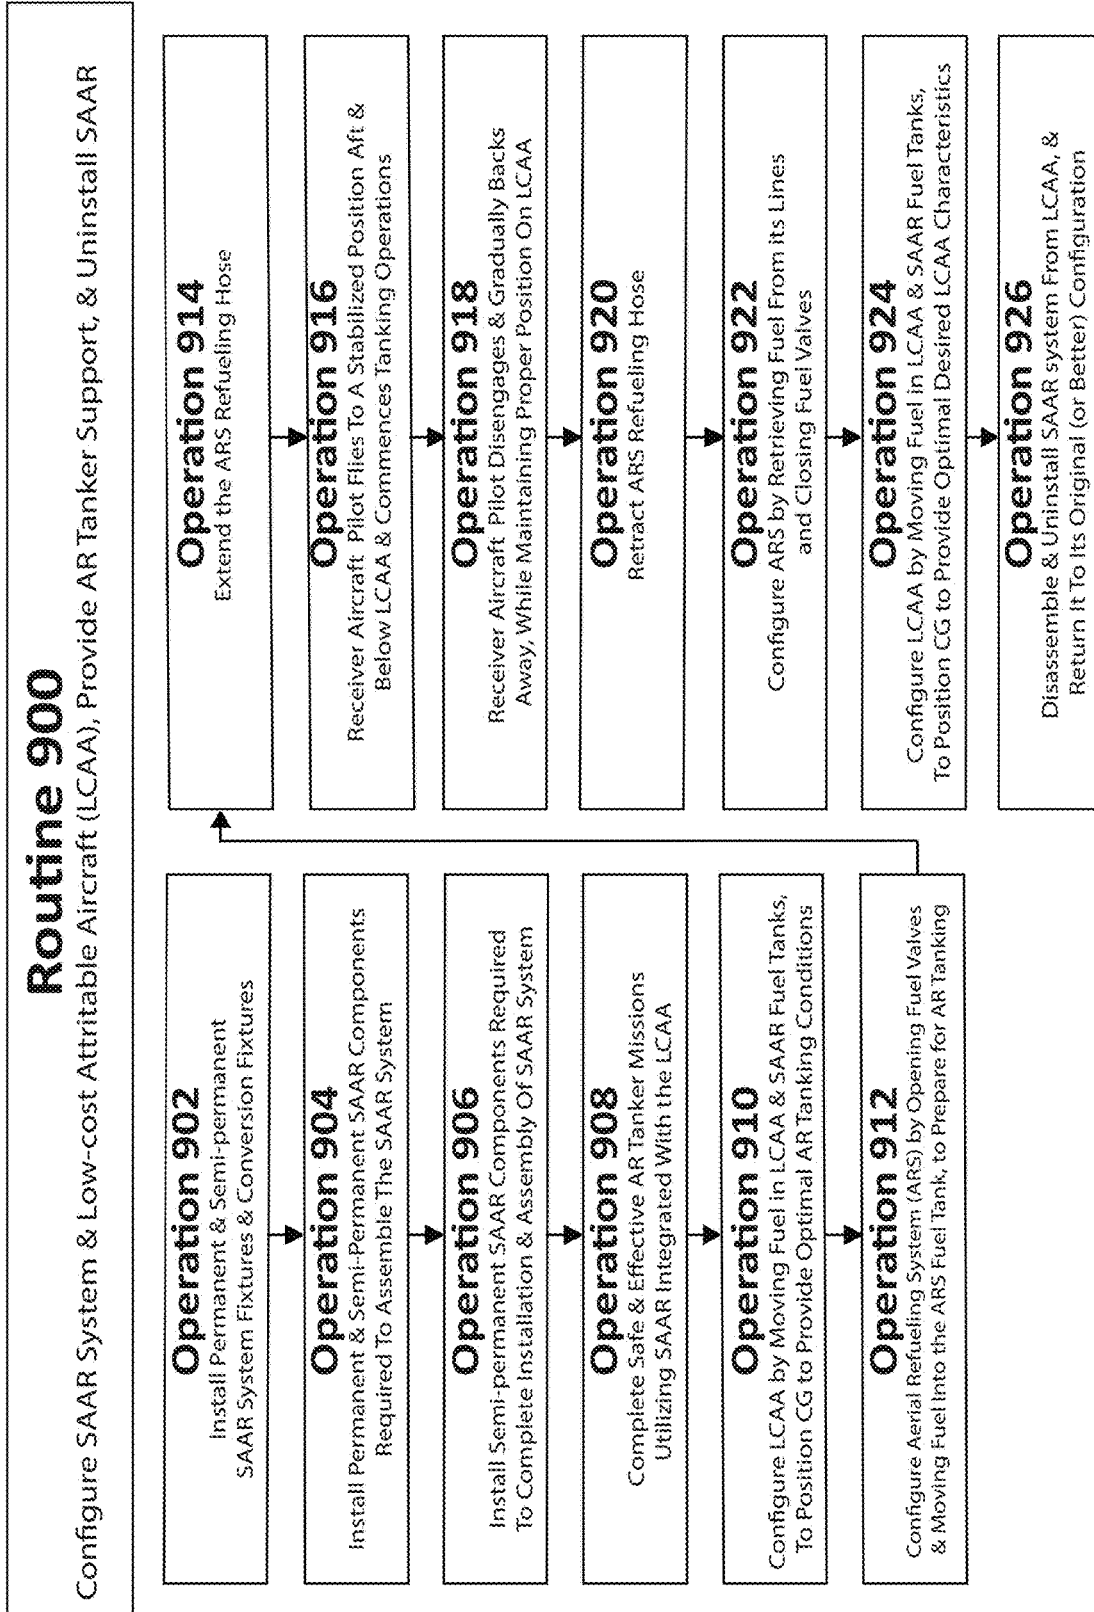 Routine 900
Configure SAAR System & Low-cost Attritable Aircraft (LCAA), Provide AR Tanker Support, & Uninstall SAAR
Operation 902
Install Permanent & Semi-permanent
SAAR System Fixtures & Conversion Fixtures
Operation 904
Install Permanent & Semi-Permanent SAAR Components
Required To Assemble The SAAR System
Operation 906
Install Semi-permanent SAAR Components Required
To Complete Installation & Assembly Of SAAR System
Operation 908
Complete Safe & Effective AR Tanker Missions
Utilizing SAAR Integrated With the LCAA
Operation 910
Configure LCAA by Moving Fuel in LCAA & SAAR Fuel Tanks,
To Position CG to Provide Optimal AR Tanking Conditions
Operation 912
Configure Aerial Refueling System (ARS) by Opening Fuel Valves
& Moving Fuel Into the ARS Fuel Tank, to Prepare for AR Tanking
Operation 914
Extend the ARS Refueling Hose
Operation 916
Receiver Aircraft Pilot Flies To A Stabilized Position Aft &
Below LCAA & Commences Tanking Operations
Operation 918
Receiver Aircraft Pilot Disengages & Gradually Backs
Away, While Maintaining Proper Position On LCAA
Operation 920
Retract ARS Refueling Hose
Operation 922
Configure ARS by Retrieving Fuel From its Lines
and Closing Fuel Valves
Operation 924
Configure LCAA by Moving Fuel in LCAA & SAAR Fuel Tanks,
To Position CG to Provide Optimal Desired LCAA Characteristics
Operation 926
Disassemble & Uninstall SAAR system From LCAA, &
Return It To Its Original (or Better) Configuration